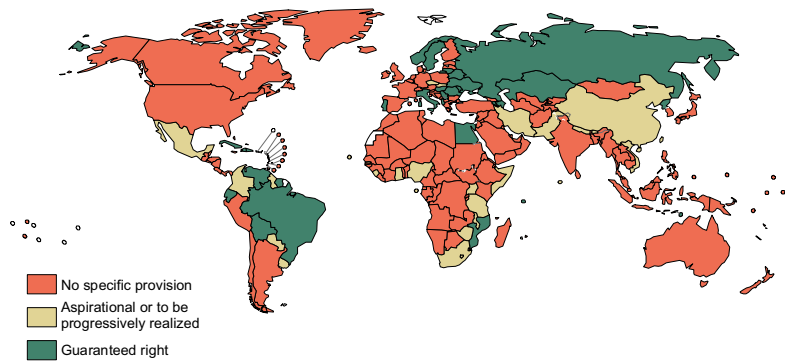 No specific provision
Aspirational or to be
progressively realized
Guaranteed right